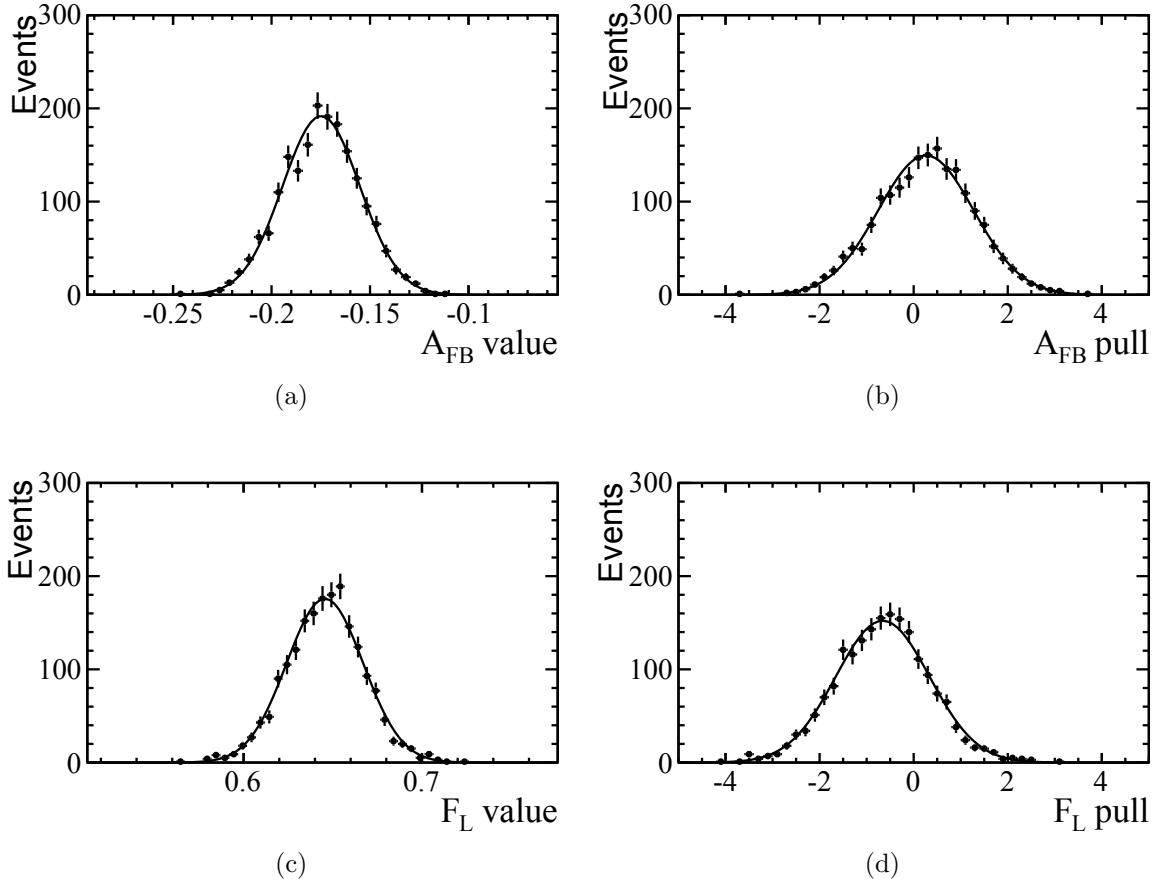 Events
300
200
100
0
-0.25 -0.2 -0.15 -0.1
A_FB value
(a)
Events
300
200
100
0
-4 -2 0 2 4
A_FB pull
(b)
Events
300
200
100
0
0.6 0.7
F_L value
(c)
Events
300
200
100
0
-4 -2 0 2 4
F_L pull
(d)